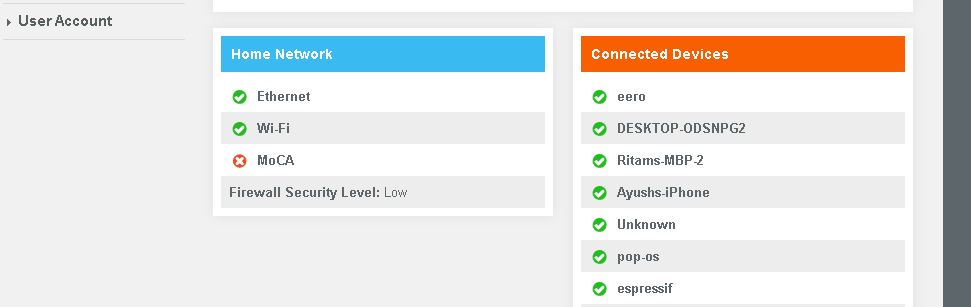 User Account
Home Network
Ethernet
Wi-Fi
MoCA
Firewall Security Level: Low
Connected Devices
eero
DESKTOP-ODSNPG2
Ritams-MBP-2
Ayushs-iPhone
Unknown
pop-os
espressif